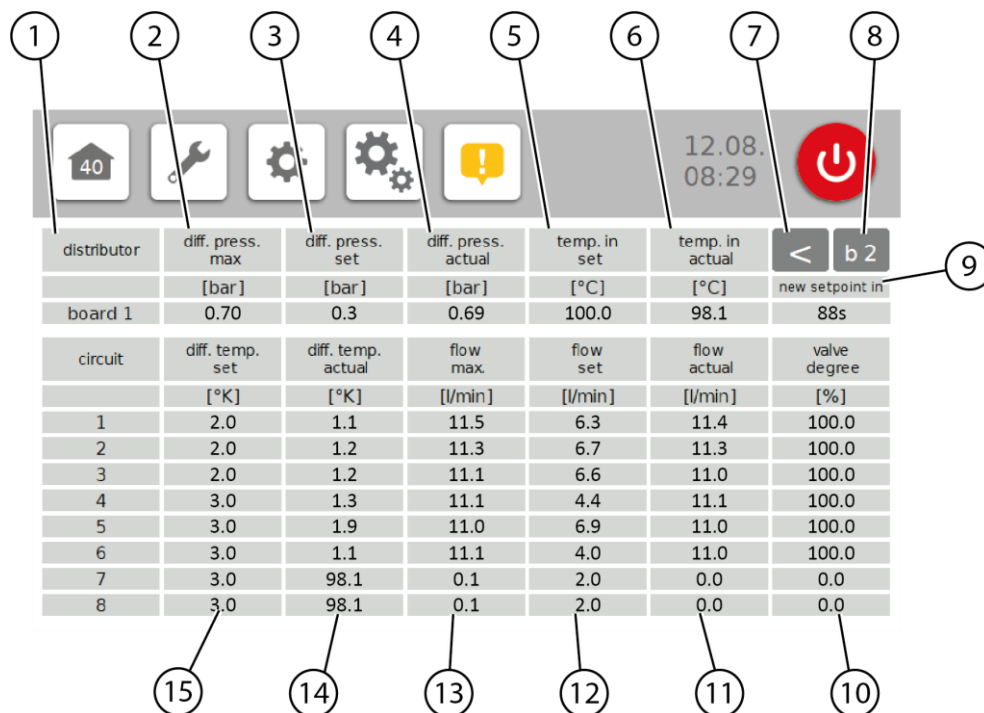 1 2 3 4 5 6 7 8
40 ! 12.08.
08:29
distributor diff. press. max diff. press. set diff. press. actual temp. in set temp. in actual < b 2
9
[bar] [bar] [bar] [°C] [°C] new setpoint in
board 1 0.70 0.3 0.69 100.0 98.1 88s
circuit diff. temp. set diff. temp. actual flow max. flow set flow actual valve degree
[°K] [°K] [l/min] [l/min] [l/min] [%]
1 2.0 1.1 11.5 6.3 11.4 100.0
2 2.0 1.2 11.3 6.7 11.3 100.0
3 2.0 1.2 11.1 6.6 11.0 100.0
4 3.0 1.3 11.1 4.4 11.1 100.0
5 3.0 1.9 11.0 6.9 11.0 100.0
6 3.0 1.1 11.1 4.0 11.0 100.0
7 3.0 98.1 0.1 2.0 0.0 0.0
8 3.0 98.1 0.1 2.0 0.0 0.0
15 14 13 12 11 10